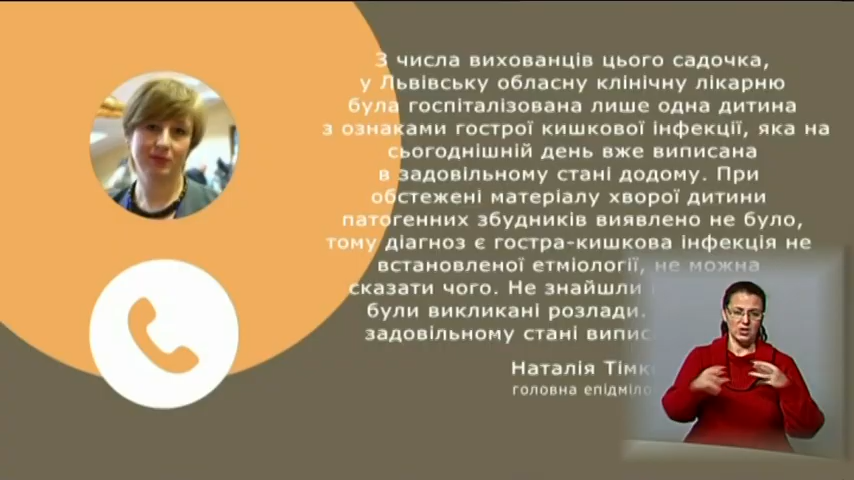 З числа вихованців цього садочка,
у Львівську обласну клінічну лікарню
була госпіталізована лише одна дитина
з ознаками гострої кишкової інфекції, яка на
сьогоднішній день вже виписана
в задовільному стані додому. При
обстежені матеріалу хворої дитини
патогенних збудників виявлено не було,
тому діагноз є гостра-кишкова інфекція не
встановленої етміології, не можна
сказати чого. Не знайшли
були викликані розлади.
задовільному стані
Наталія
головна